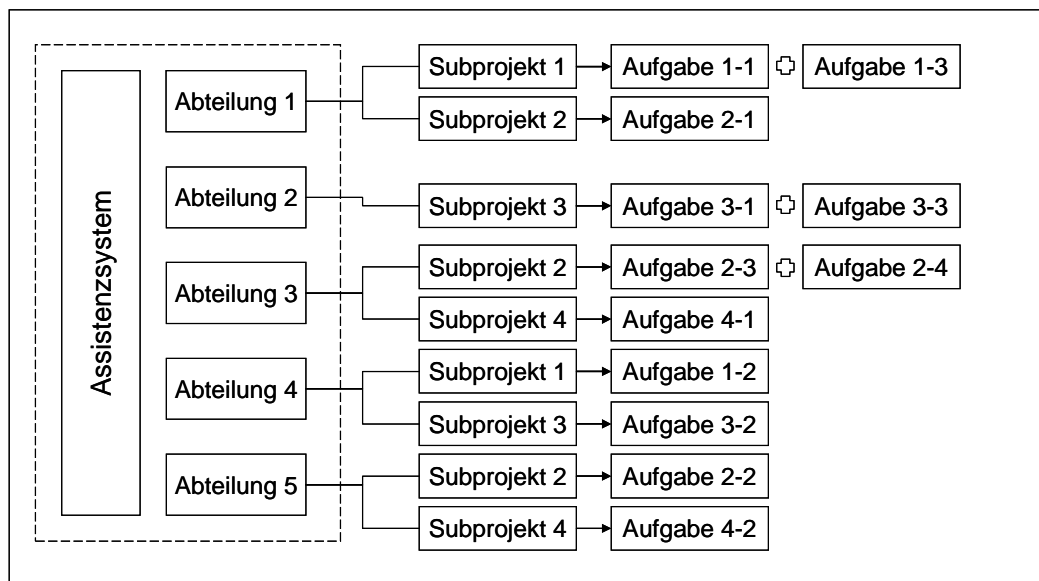 Assistenzsystem
Abteilung 1
Subprojekt 1
Aufgabe 1-1
Aufgabe 1-3
Subprojekt 2
Aufgabe 2-1
Abteilung 2
Subprojekt 3
Aufgabe 3-1
Aufgabe 3-3
Abteilung 3
Subprojekt 2
Aufgabe 2-3
Aufgabe 2-4
Subprojekt 4
Aufgabe 4-1
Abteilung 4
Subprojekt 1
Aufgabe 1-2
Subprojekt 3
Aufgabe 3-2
Abteilung 5
Subprojekt 2
Aufgabe 2-2
Subprojekt 4
Aufgabe 4-2